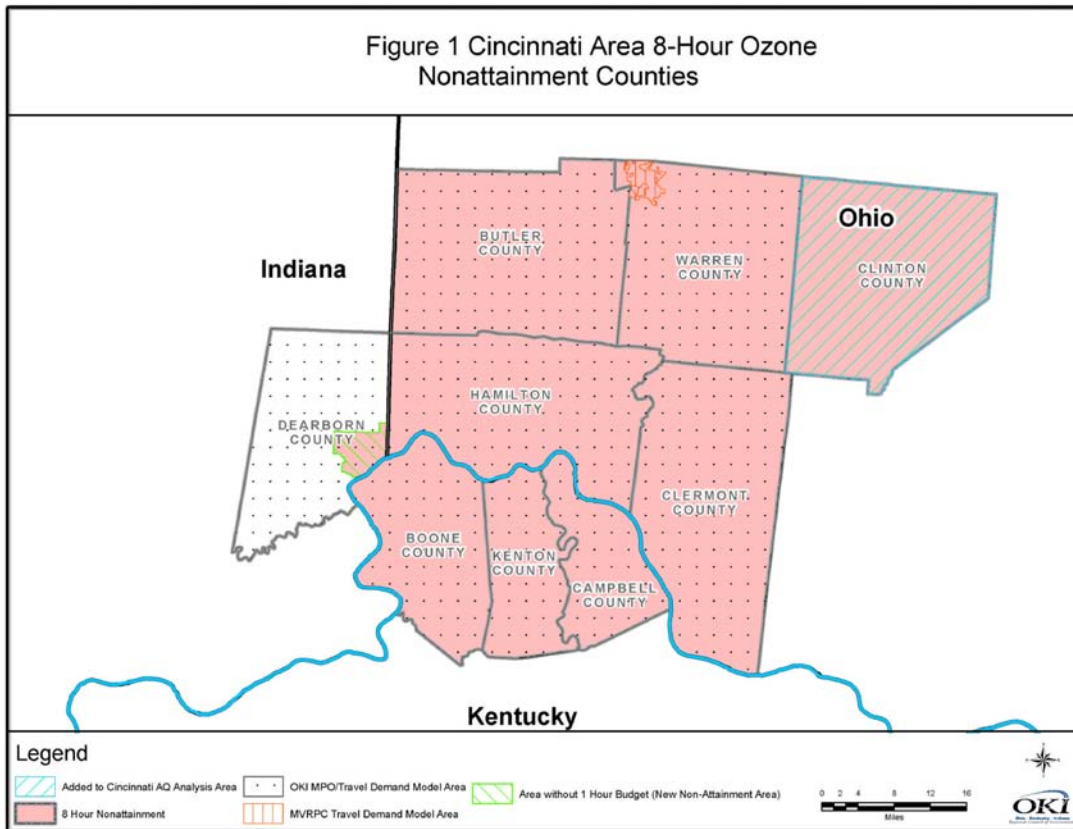 Figure 1 Cincinnati Area 8-Hour Ozone
Nonattainment Counties
Ohio
BUTLER
COUNTY
WARREN
COUNTY
CLINTON
COUNTY
Indiana
HAMILTON
COUNTY
DEARBORN
COUNTY
CLERMONT
COUNTY
BOONE
COUNTY
KENTON
COUNTY
CAMPBELL
COUNTY
Kentucky
Legend
Added to Cincinnati AQ Analysis Area
OKI MPO/Travel Demand Model Area
Area without 1 Hour Budget (New Non-Attainment Area)
8 Hour Nonattainment
MVRPC Travel Demand Model Area
0 2 4 8 12 16
Miles
OKI